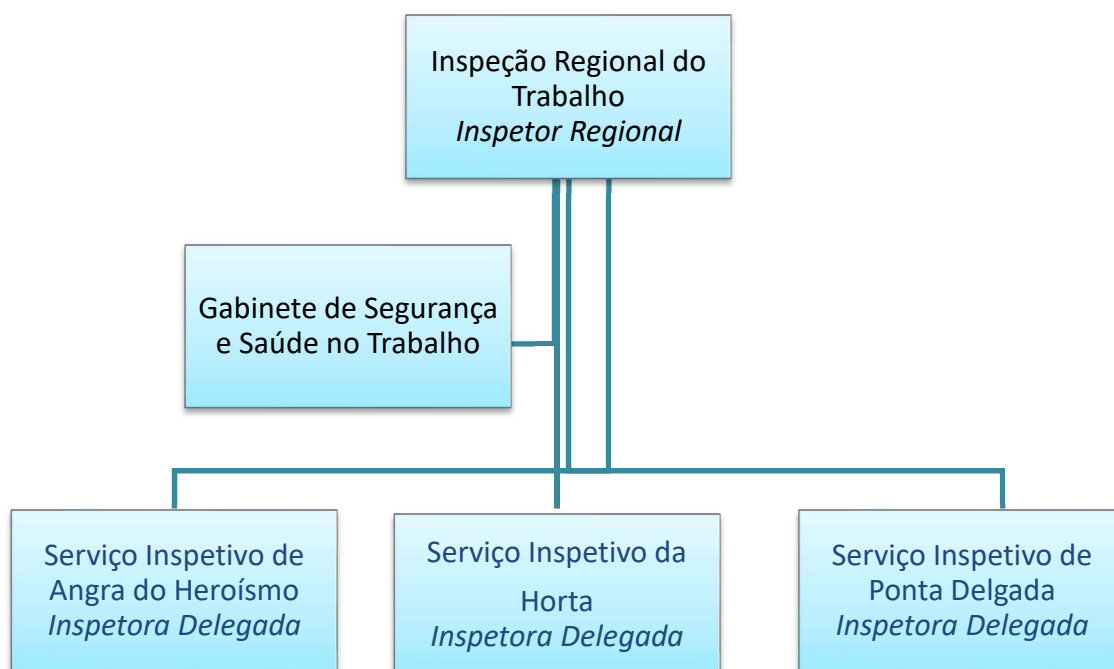 Inspeção Regional do
Trabalho
Inspetor Regional
Gabinete de Segurança
e Saúde no Trabalho
Serviço Inspetivo de
Angra do Heroísmo
Inspetora Delegada
Serviço Inspetivo da
Horta
Inspetora Delegada
Serviço Inspetivo de
Ponta Delgada
Inspetora Delegada